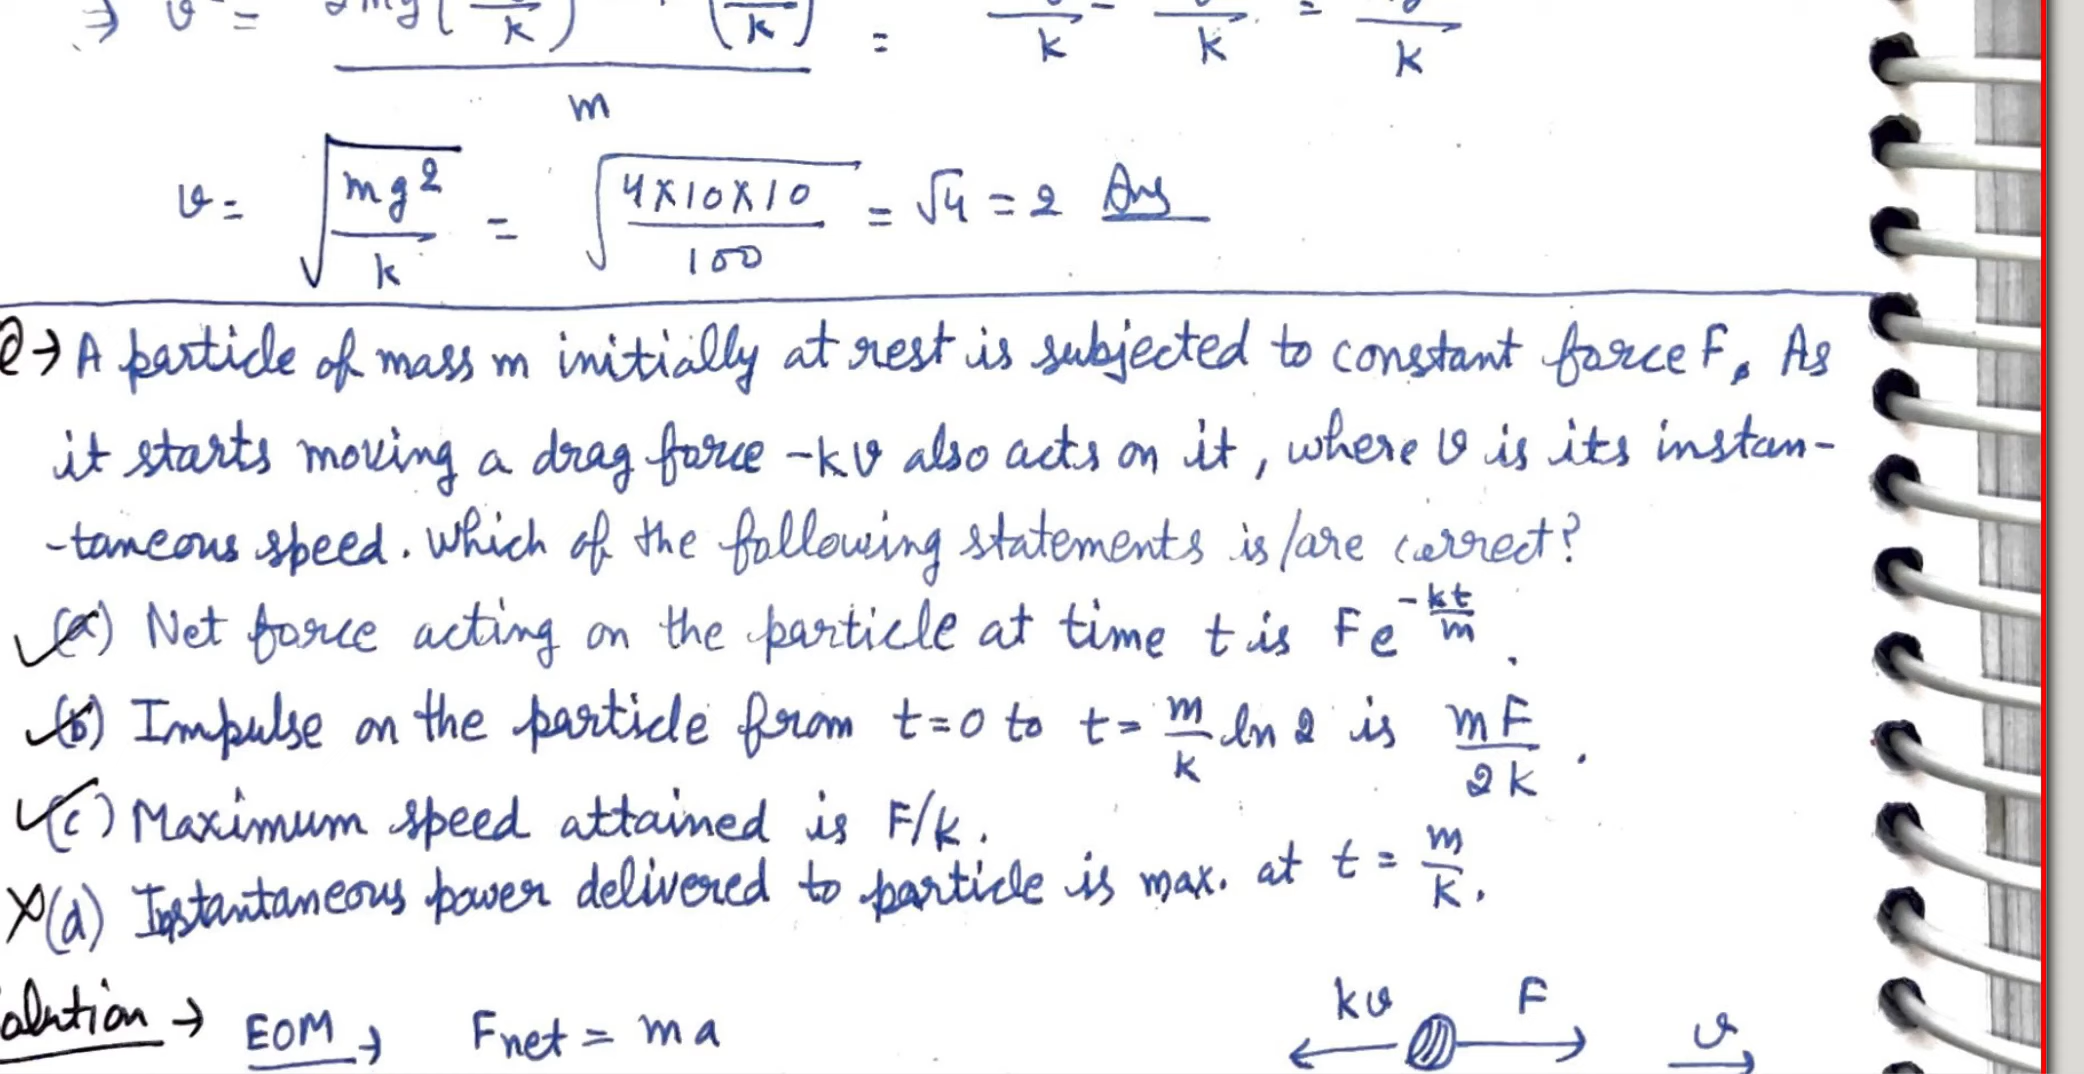 ⇒ v = 2mg(/k) (/k) = /k - /k = /k
m
v = √(mg²/k) = √(4×10×10/100) = √4 = 2 Ans
Q→ A particle of mass m initially at rest is subjected to constant force F. As
it starts moving a drag force -kv also acts on it, where v is its instan-
-taneous speed. Which of the following statements is/are correct?
(a) Net force acting on the particle at time t is Fe^(-kt/m).
(b) Impulse on the particle from t=0 to t= m/k ln 2 is mF/2k.
(c) Maximum speed attained is F/k.
(d) Instantaneous power delivered to particle is max. at t = m/k.
olution → EOM → Fnet = ma
kv F v